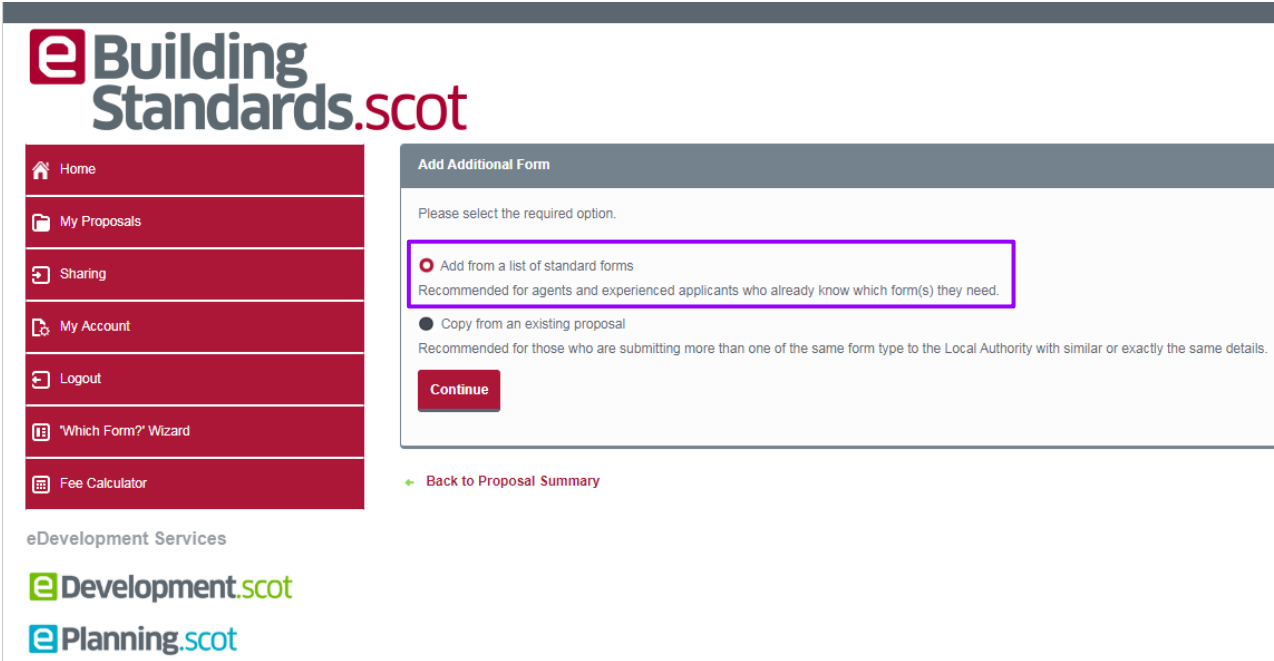 e Building
Standards.scot
Home
My Proposals
Sharing
My Account
Logout
'Which Form?' Wizard
Fee Calculator
eDevelopment Services
e Development.scot
e Planning.scot
Add Additional Form
Please select the required option.
Add from a list of standard forms
Recommended for agents and experienced applicants who already know which form(s) they need.
Copy from an existing proposal
Recommended for those who are submitting more than one of the same form type to the Local Authority with similar or exactly the same details.
Continue
Back to Proposal Summary